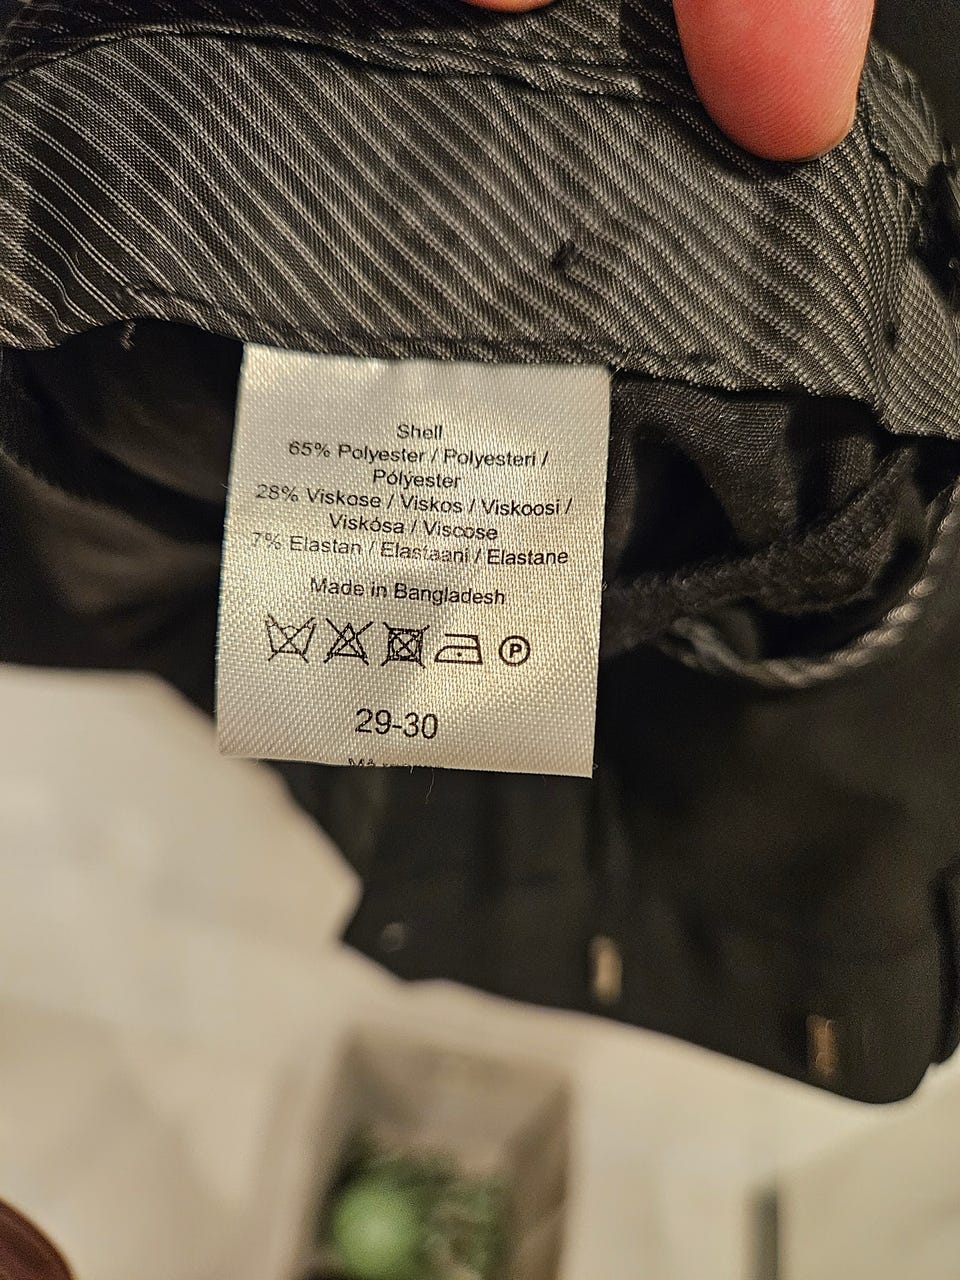 Shell
65% Polyester / Polyesteri /
Pólýester
28% Viskose / Viskos / Viskoosi /
Viskósa / Viscose
7% Elastan / Elastaani / Elastane
Made in Bangladesh
P
29-30